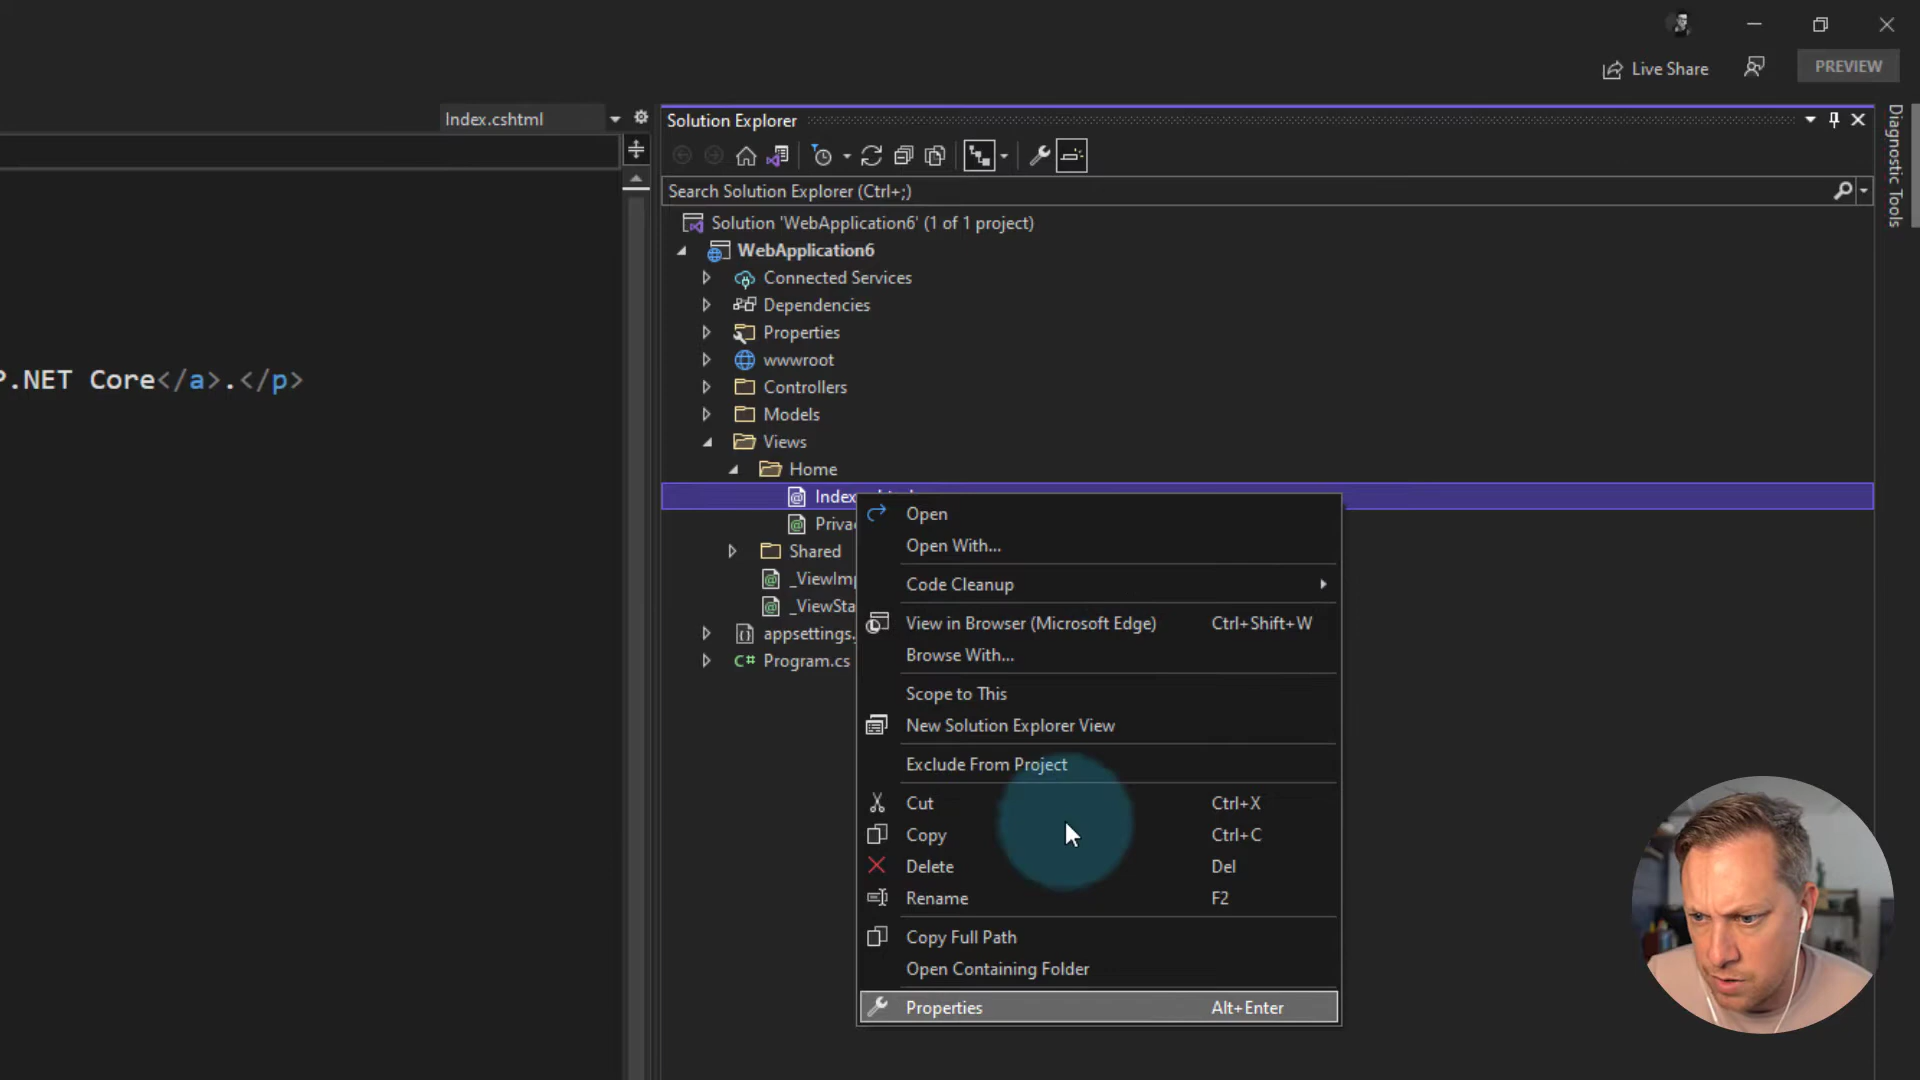 Live Share
PREVIEW
Index.cshtml
Solution Explorer
Diagnostic Tools
Search Solution Explorer (Ctrl+;)
Solution 'WebApplication6' (1 of 1 project)
WebApplication6
Connected Services
Dependencies
Properties
wwwroot
P.NET Core</a>.</p>
Controllers
Models
Views
Home
Index
Priva
Shared
_ViewImp
_ViewSta
appsettings.
C# Program.cs
Open
Open With...
Code Cleanup
View in Browser (Microsoft Edge) Ctrl+Shift+W
Browse With...
Scope to This
New Solution Explorer View
Exclude From Project
Cut Ctrl+X
Copy Ctrl+C
Delete Del
Rename F2
Copy Full Path
Open Containing Folder
Properties Alt+Enter